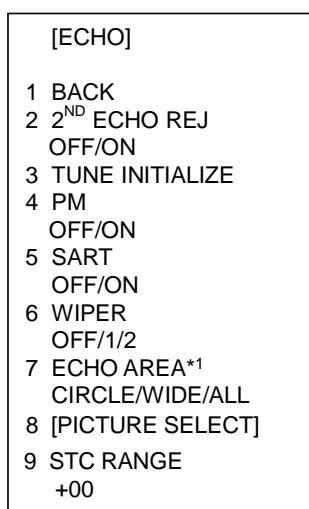 [ECHO]
1 BACK
2 2ND ECHO REJ
OFF/ON
3 TUNE INITIALIZE
4 PM
OFF/ON
5 SART
OFF/ON
6 WIPER
OFF/1/2
7 ECHO AREA*1
CIRCLE/WIDE/ALL
8 [PICTURE SELECT]
9 STC RANGE
+00